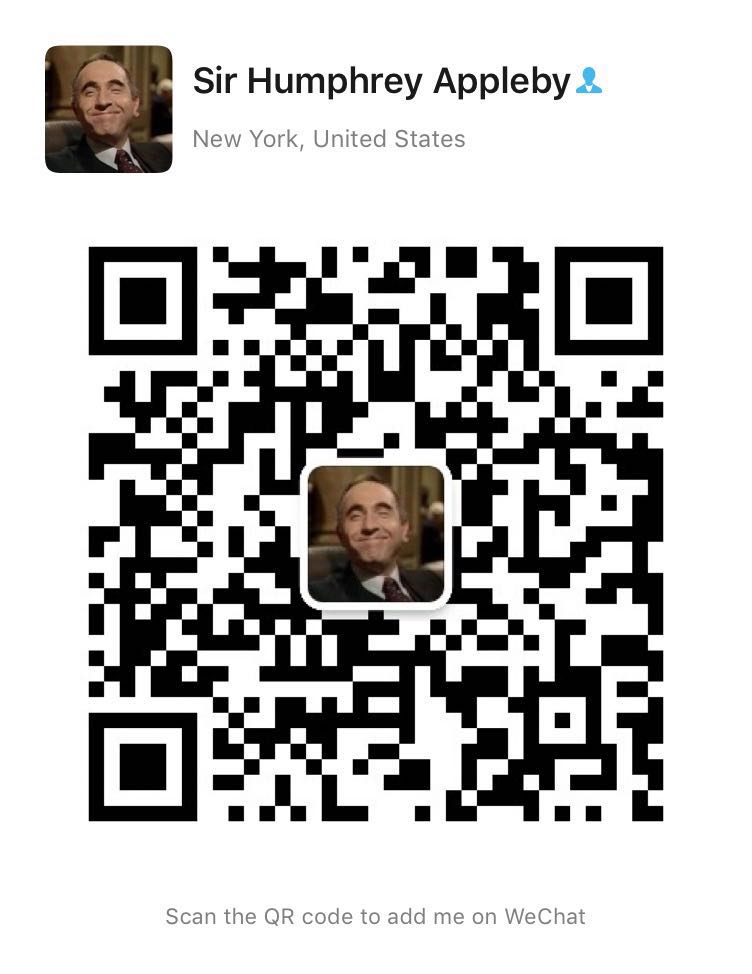 Sir Humphrey Appleby
New York, United States
Scan the QR code to add me on WeChat